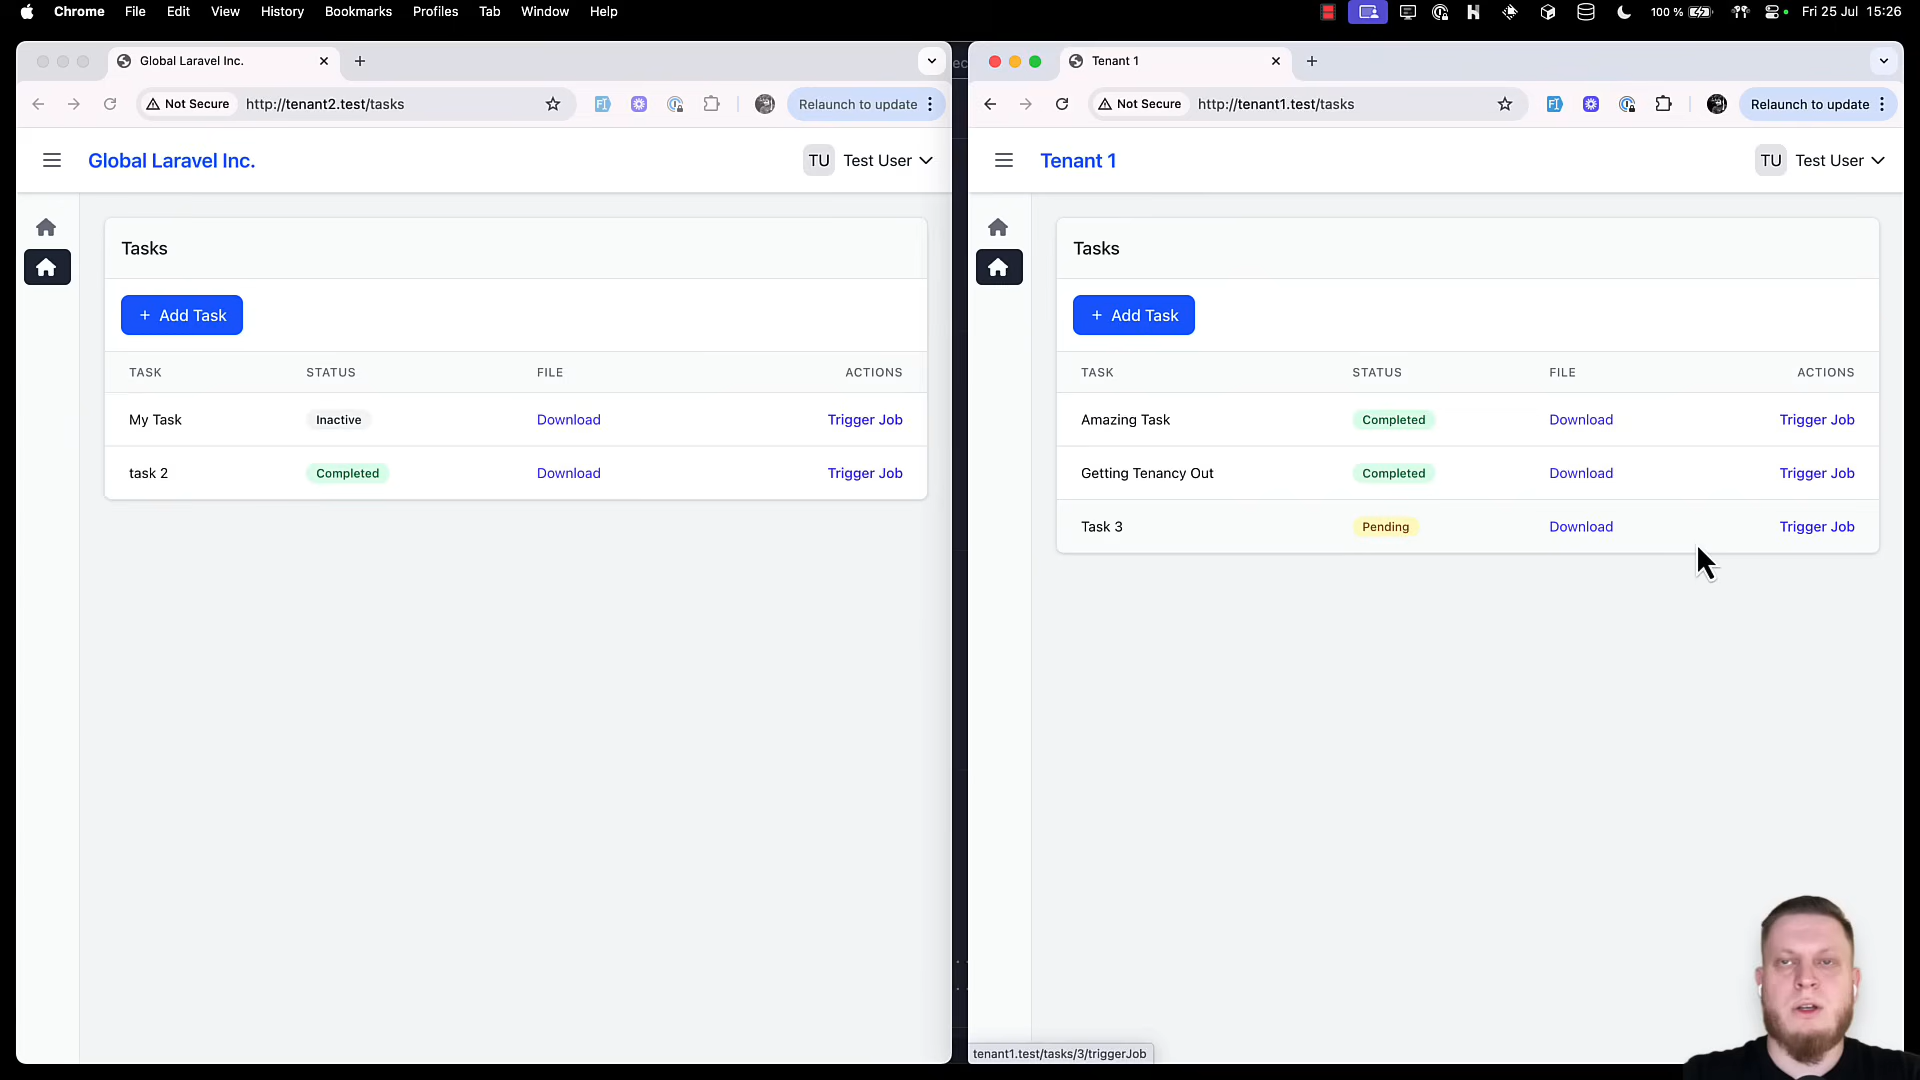 Chrome File Edit View History Bookmarks Profiles Tab Window Help
100 % Fri 25 Jul 15:26
Global Laravel Inc.
Not Secure http://tenant2.test/tasks
Relaunch to update
Global Laravel Inc.
TU Test User
Tasks
+ Add Task
TASK STATUS FILE ACTIONS
My Task Inactive Download Trigger Job
task 2 Completed Download Trigger Job
Tenant 1
Not Secure http://tenant1.test/tasks
Relaunch to update
Tenant 1
TU Test User
Tasks
+ Add Task
TASK STATUS FILE ACTIONS
Amazing Task Completed Download Trigger Job
Getting Tenancy Out Completed Download Trigger Job
Task 3 Pending Download Trigger Job
tenant1.test/tasks/3/triggerJob